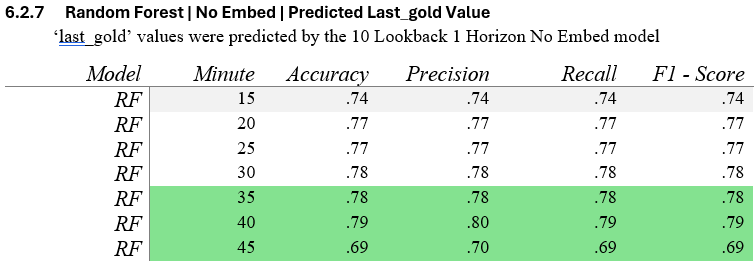 6.2.7 Random Forest | No Embed | Predicted Last_gold Value
‘last_gold’ values were predicted by the 10 Lookback 1 Horizon No Embed model
Model Minute Accuracy Precision Recall F1 - Score
RF 15 .74 .74 .74 .74
RF 20 .77 .77 .77 .77
RF 25 .77 .77 .77 .77
RF 30 .78 .78 .78 .78
RF 35 .78 .78 .78 .78
RF 40 .79 .80 .79 .79
RF 45 .69 .70 .69 .69